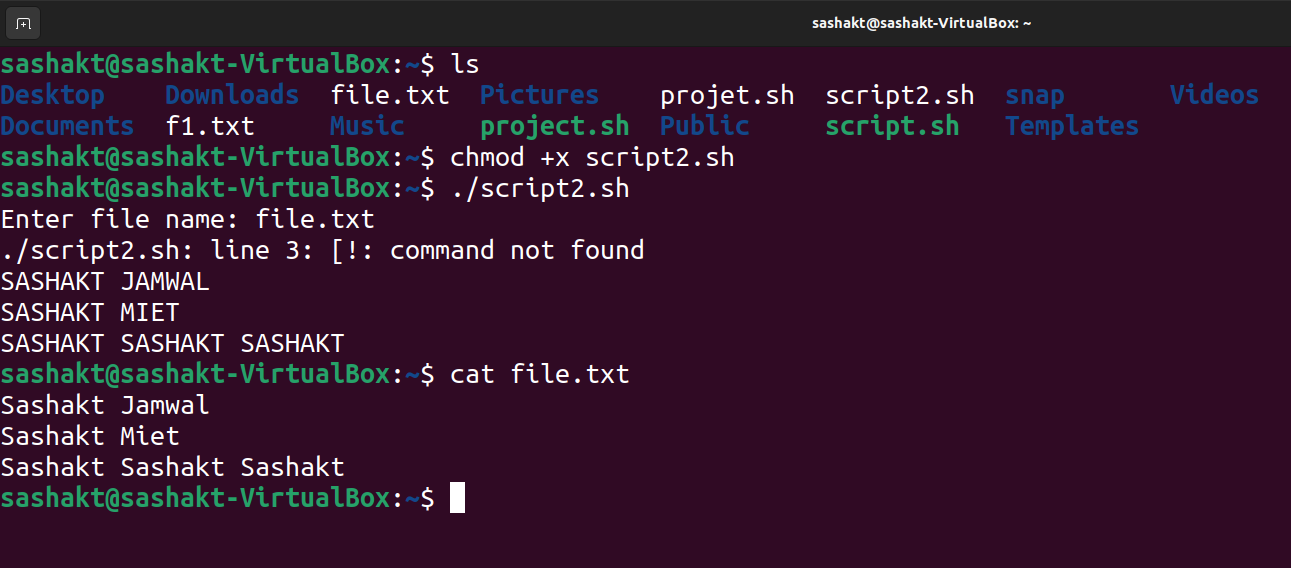 sashakt@sashakt-VirtualBox: ~
sashakt@sashakt-VirtualBox:~$ ls
Desktop Downloads file.txt Pictures projet.sh script2.sh snap Videos
Documents f1.txt Music project.sh Public script.sh Templates
sashakt@sashakt-VirtualBox:~$ chmod +x script2.sh
sashakt@sashakt-VirtualBox:~$ ./script2.sh
Enter file name: file.txt
./script2.sh: line 3: [!: command not found
SASHAKT JAMWAL
SASHAKT MIET
SASHAKT SASHAKT SASHAKT
sashakt@sashakt-VirtualBox:~$ cat file.txt
Sashakt Jamwal
Sashakt Miet
Sashakt Sashakt Sashakt
sashakt@sashakt-VirtualBox:~$